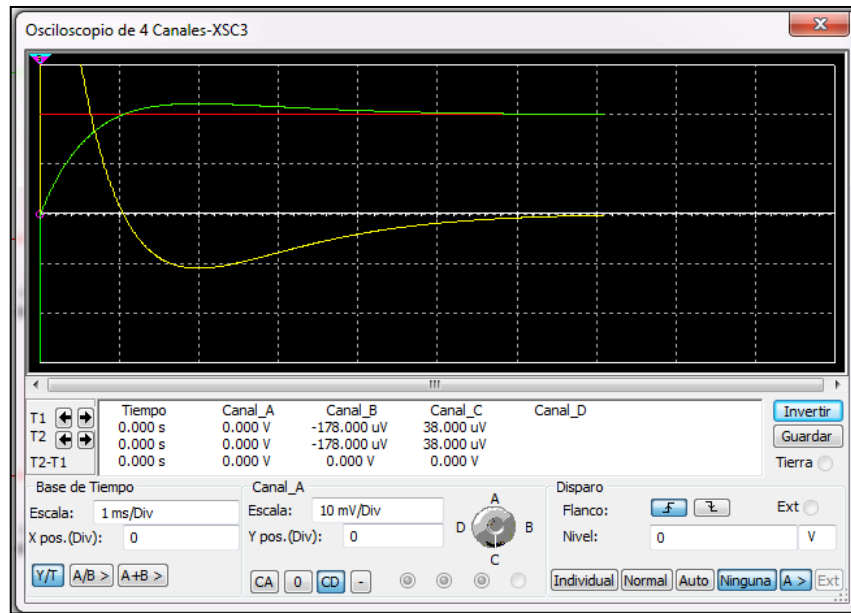 Osciloscopio de 4 Canales-XSC3
Tiempo Canal_A Canal_B Canal_C Canal_D
T1 0.000 s 0.000 V -178.000 uV 38.000 uV
T2 0.000 s 0.000 V -178.000 uV 38.000 uV
T2-T1 0.000 s 0.000 V 0.000 V 0.000 V
Invertir
Guardar
Tierra
Base de Tiempo
Escala: 1 ms/Div
X pos.(Div): 0
Y/T A/B > A+B >
Canal_A
Escala: 10 mV/Div
Y pos.(Div): 0
CA 0 CD -
A
D B
C
Disparo
Flanco: Ext
Nivel: 0 V
Individual Normal Auto Ninguna A > Ext